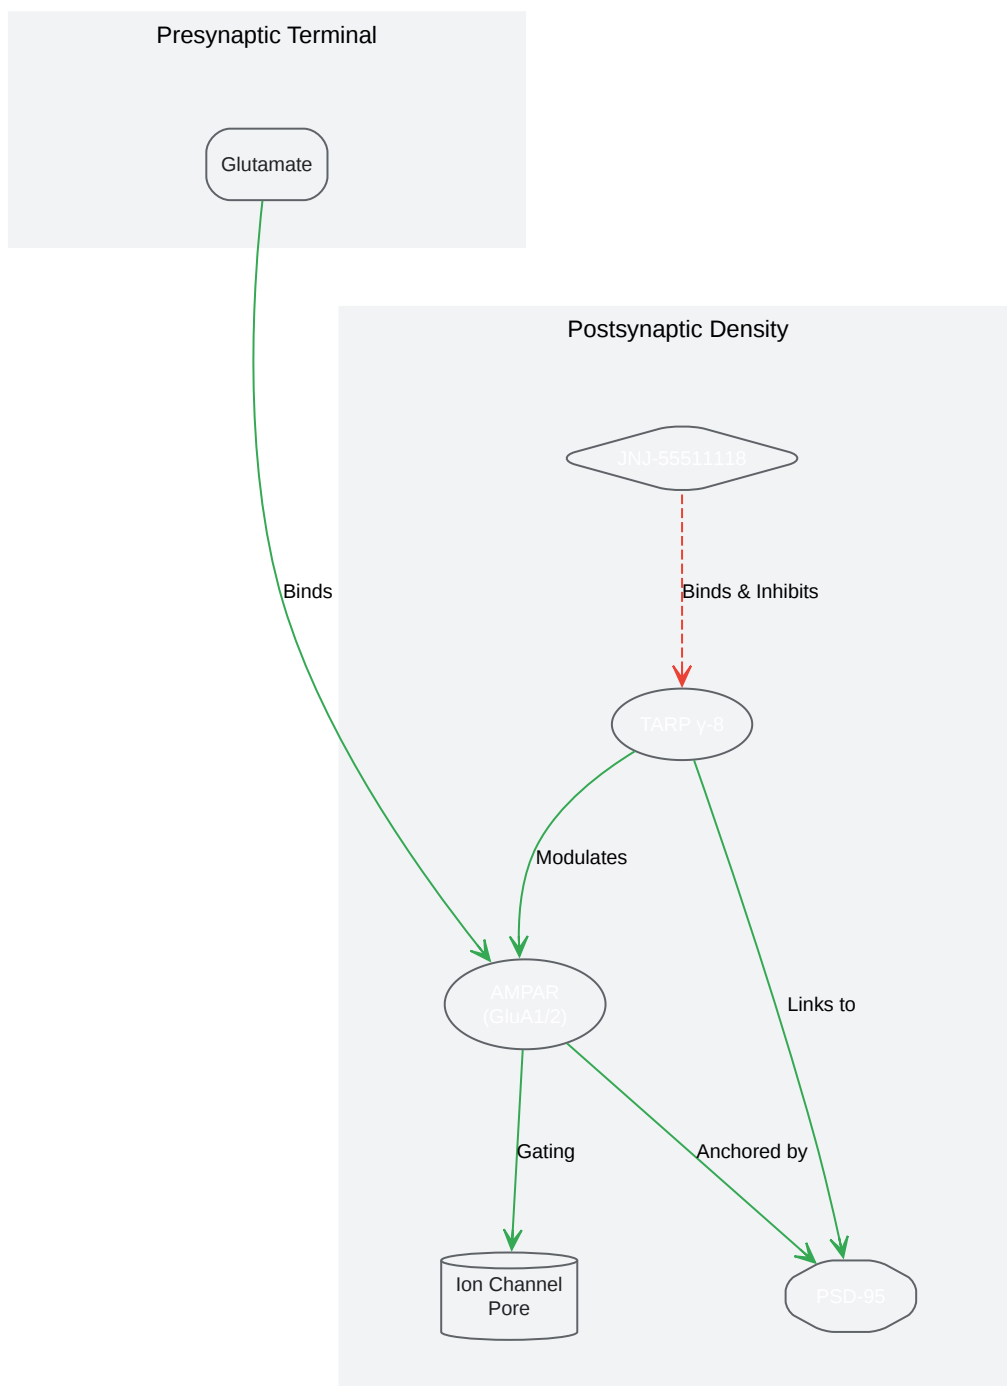 Presynaptic Terminal
Glutamate
Postsynaptic Density
JNJ-55511118
Binds
Binds & Inhibits
TARP γ-8
Modulates
AMPAR
(GluA1/2)
Links to
Gating
Anchored by
Ion Channel
Pore
PSD-95